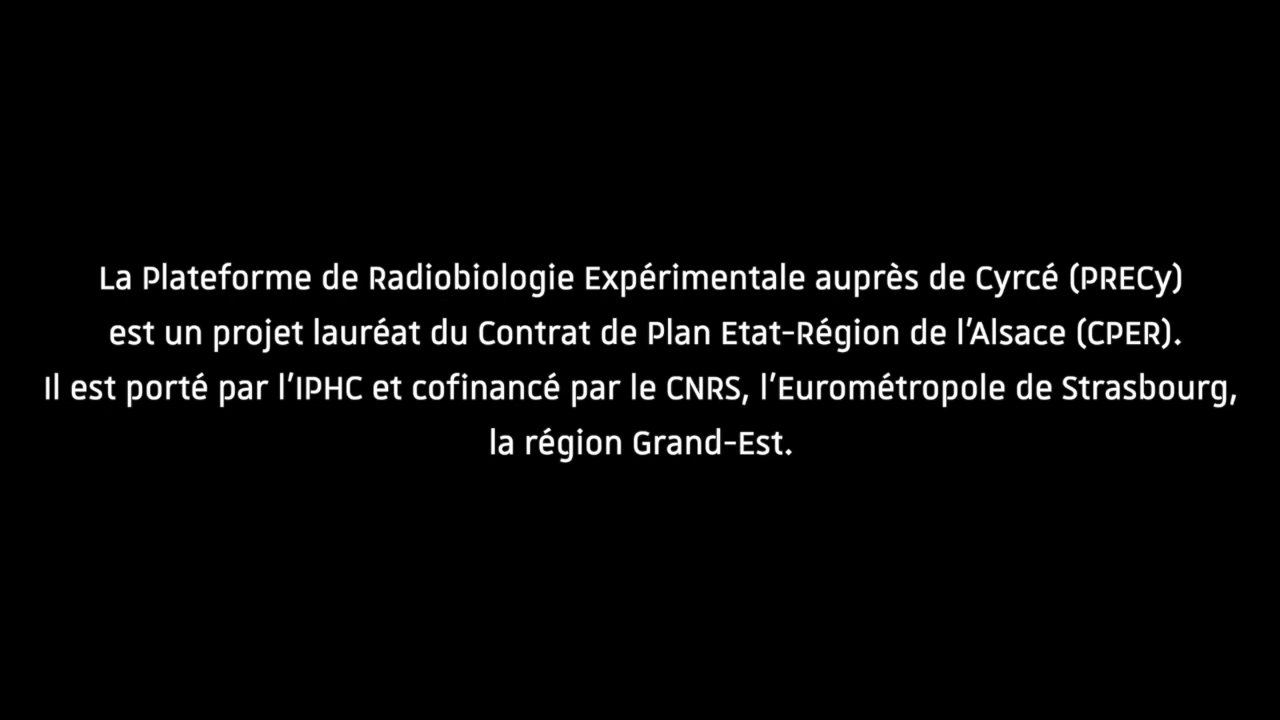 La Plateforme de Radiobiologie Expérimentale auprès de Cyrcé (PRECy)
est un projet lauréat du Contrat de Plan Etat-Région de l'Alsace (CPER).
Il est porté par l'IPHC et cofinancé par le CNRS, l'Eurométropole de Strasbourg,
la région Grand-Est.